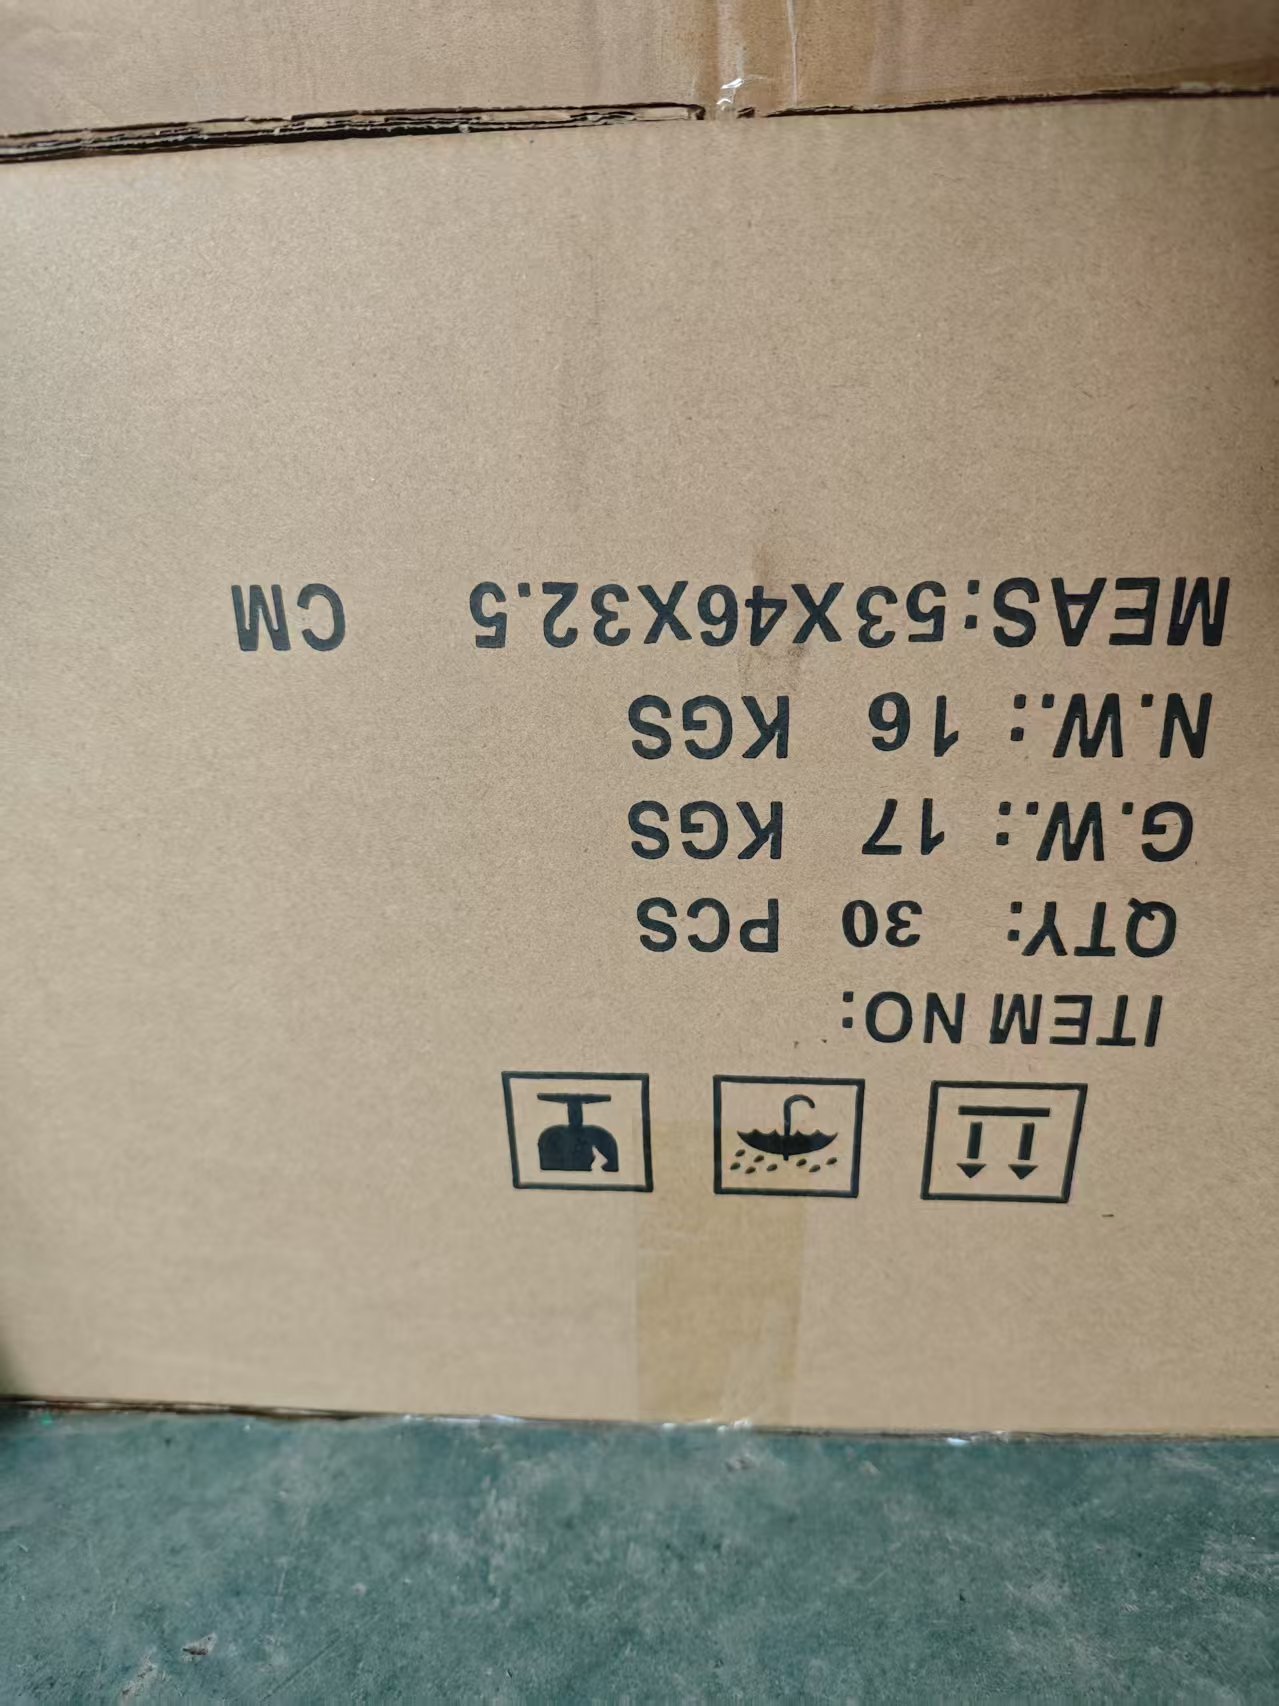 ITEM NO:
QTY: 30 PCS
G.W.: 17 KGS
N.W.: 16 KGS
MEAS:53X46X32.5 CM